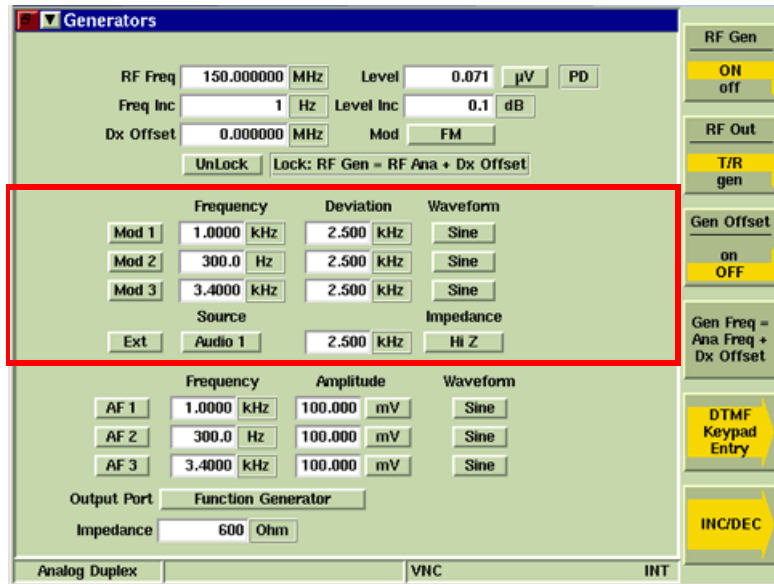 Generators
RF Freq 150.000000 MHz Level 0.071 µV PD
Freq Inc 1 Hz Level Inc 0.1 dB
Dx Offset 0.000000 MHz Mod FM
UnLock Lock: RF Gen = RF Ana + Dx Offset
Frequency Deviation Waveform
Mod 1 1.0000 kHz 2.500 kHz Sine
Mod 2 300.0 Hz 2.500 kHz Sine
Mod 3 3.4000 kHz 2.500 kHz Sine
Source Impedance
Ext Audio 1 2.500 kHz Hi Z
Frequency Amplitude Waveform
AF 1 1.0000 kHz 100.000 mV Sine
AF 2 300.0 Hz 100.000 mV Sine
AF 3 3.4000 kHz 100.000 mV Sine
Output Port Function Generator
Impedance 600 Ohm
Analog Duplex VNC INT
RF Gen
ON
off
RF Out
T/R
gen
Gen Offset
on
OFF
Gen Freq =
Ana Freq +
Dx Offset
DTMF
Keypad
Entry
INC/DEC